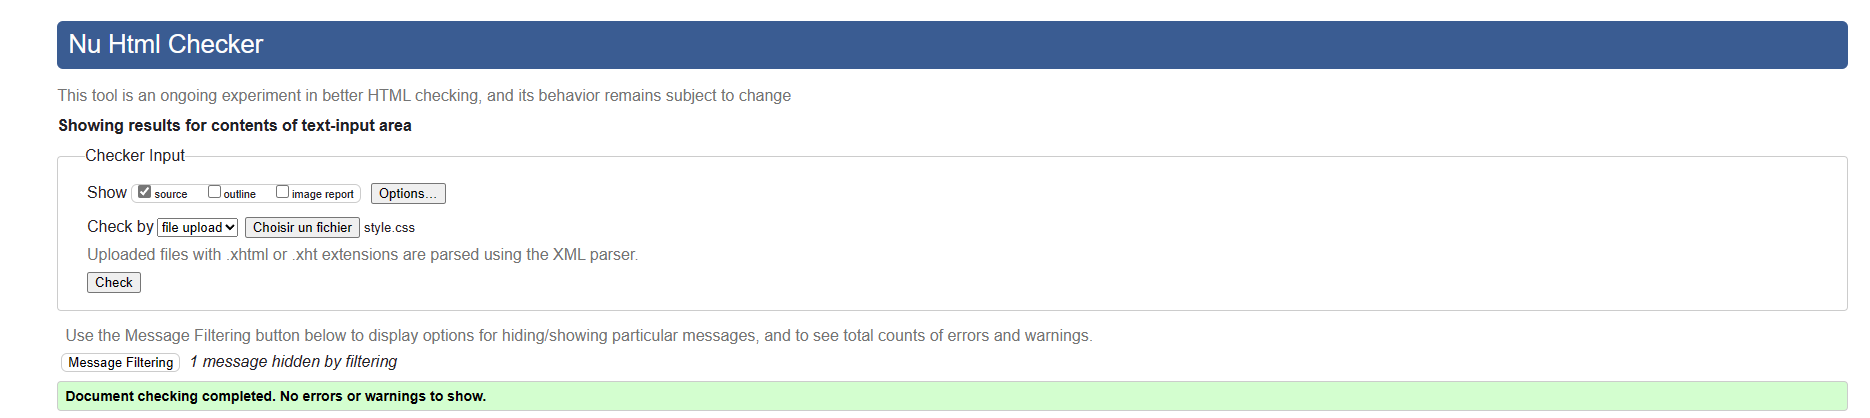 Nu Html Checker
This tool is an ongoing experiment in better HTML checking, and its behavior remains subject to change
Showing results for contents of text-input area
Checker Input
Show source outline image report Options...
Check by file upload Choisir un fichier style.css
Uploaded files with .xhtml or .xht extensions are parsed using the XML parser.
Check
Use the Message Filtering button below to display options for hiding/showing particular messages, and to see total counts of errors and warnings.
Message Filtering 1 message hidden by filtering
Document checking completed. No errors or warnings to show.